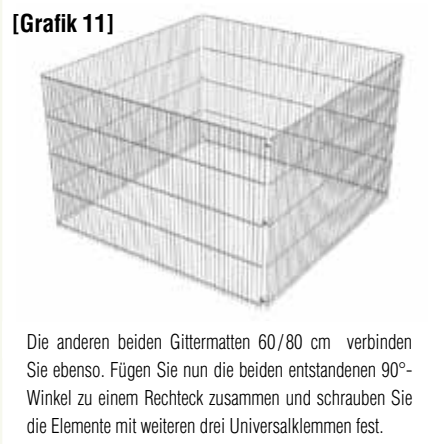 [Grafik 11]
Die anderen beiden Gittermatten 60/80 cm verbinden
Sie ebenso. Fügen Sie nun die beiden entstandenen 90°-
Winkel zu einem Rechteck zusammen und schrauben Sie
die Elemente mit weiteren drei Universalklemmen fest.